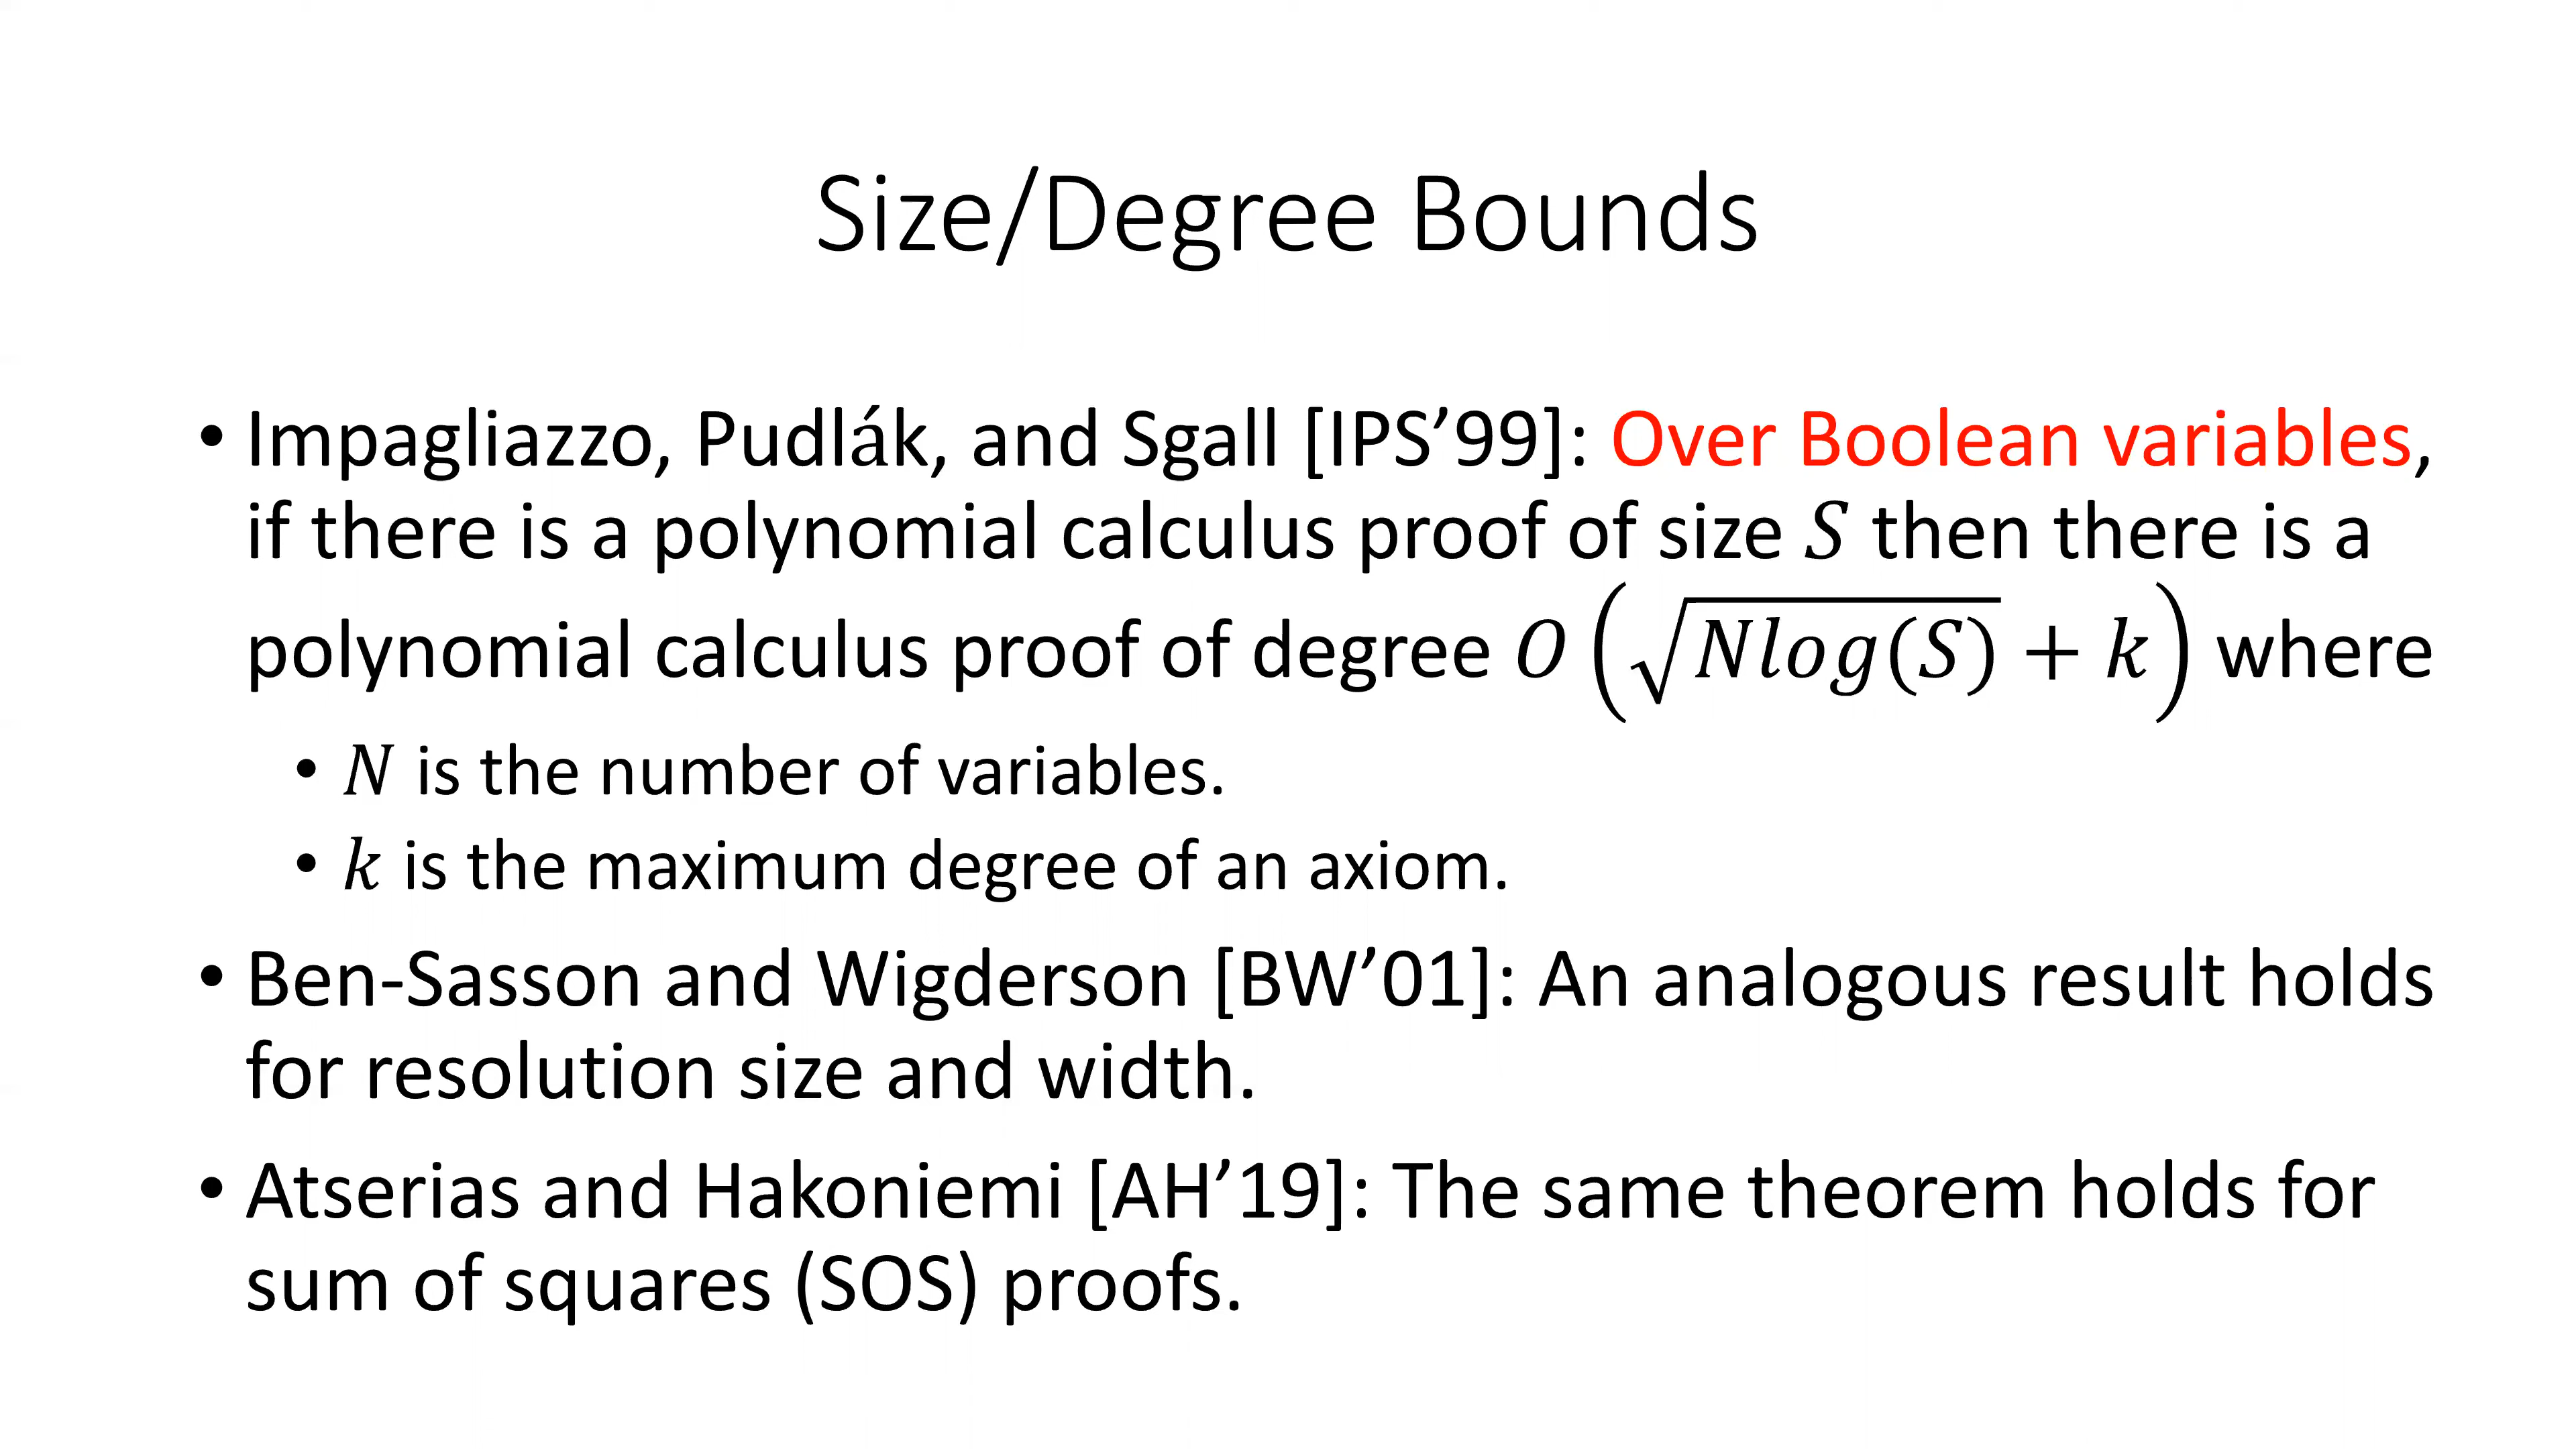 Size/Degree Bounds
• Impagliazzo, Pudlák, and Sgall [IPS’99]: Over Boolean variables,
if there is a polynomial calculus proof of size 𝑆 then there is a
polynomial calculus proof of degree 𝑂(√(𝑁𝑙𝑜𝑔(𝑆)) + 𝑘) where
• 𝑁 is the number of variables.
• 𝑘 is the maximum degree of an axiom.
• Ben-Sasson and Wigderson [BW’01]: An analogous result holds
for resolution size and width.
• Atserias and Hakoniemi [AH’19]: The same theorem holds for
sum of squares (SOS) proofs.